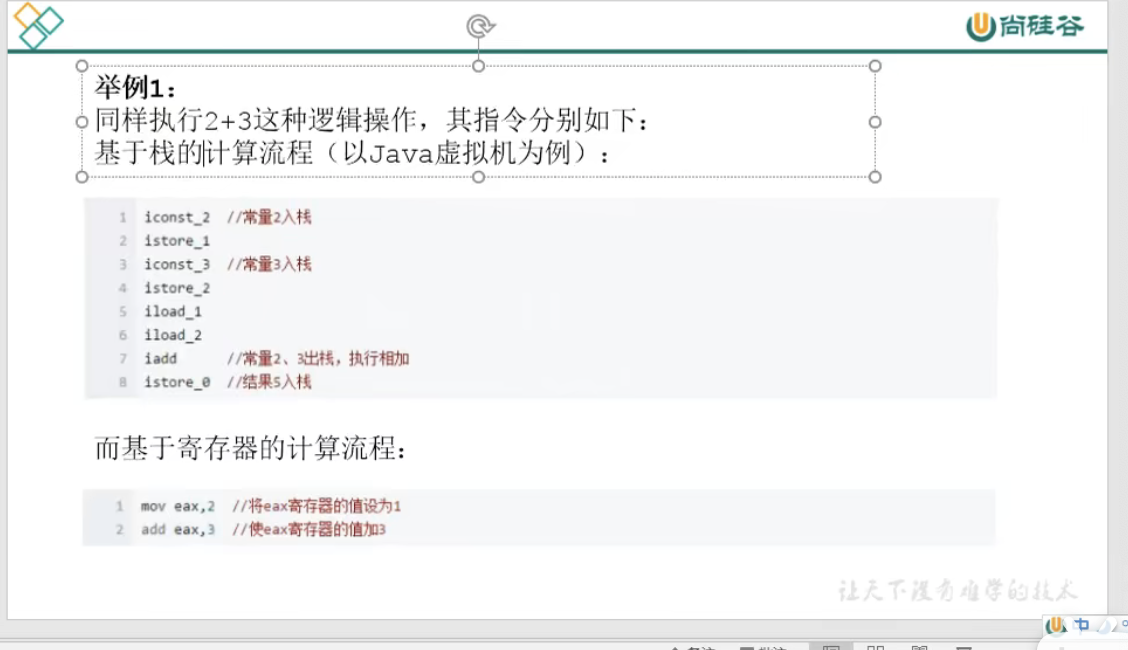 尚硅谷
举例1：
同样执行2+3这种逻辑操作，其指令分别如下：
基于栈的计算流程（以Java虚拟机为例）：
1 iconst_2 //常量2入栈
2 istore_1
3 iconst_3 //常量3入栈
4 istore_2
5 iload_1
6 iload_2
7 iadd //常量2、3出栈，执行相加
8 istore_0 //结果5入栈
而基于寄存器的计算流程：
1 mov eax,2 //将eax寄存器的值设为1
2 add eax,3 //使eax寄存器的值加3
让天下没有难学的技术
中